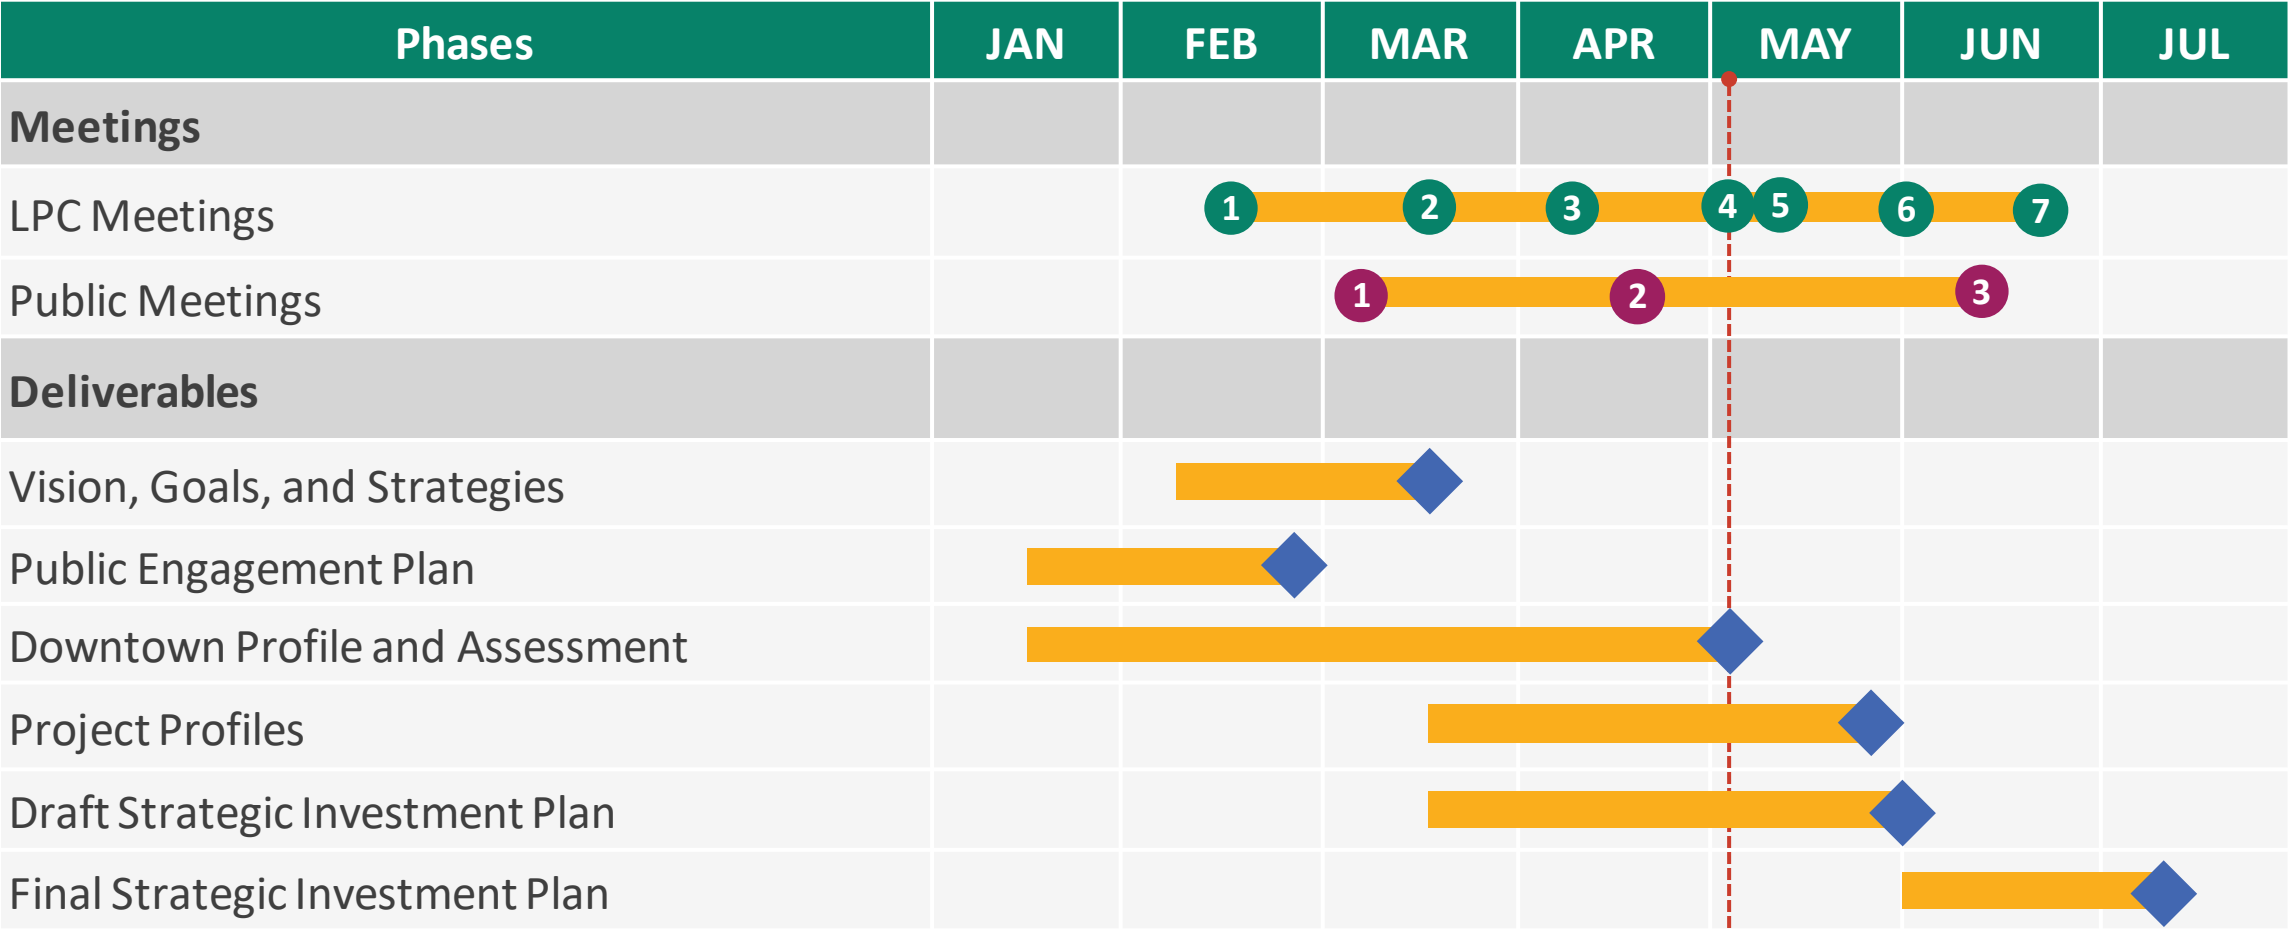 Phases JAN FEB MAR APR MAY JUN JUL
Meetings
LPC Meetings 1 2 3 4 5 6 7
Public Meetings 1 2 3
Deliverables
Vision, Goals, and Strategies
Public Engagement Plan
Downtown Profile and Assessment
Project Profiles
Draft Strategic Investment Plan
Final Strategic Investment Plan